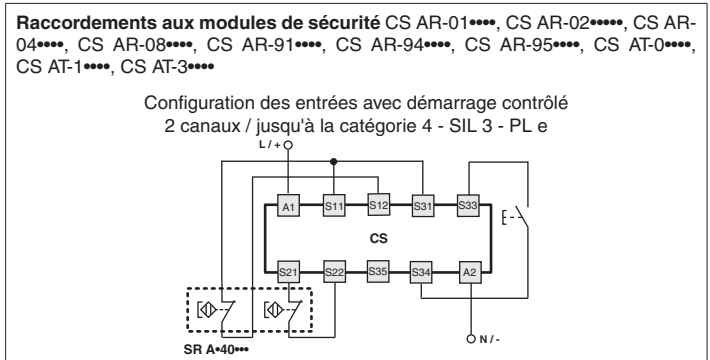 Raccordements aux modules de sécurité CS AR-01••••, CS AR-02•••••, CS AR-
04••••, CS AR-08••••, CS AR-91••••, CS AR-94••••, CS AR-95••••, CS AT-0••••,
CS AT-1••••, CS AT-3••••
Configuration des entrées avec démarrage contrôlé
2 canaux / jusqu'à la catégorie 4 - SIL 3 - PL e
L / +
A1 S11 S12 S31 S33
CS
S21 S22 S35 S34 A2
SR A•40•••
N / -